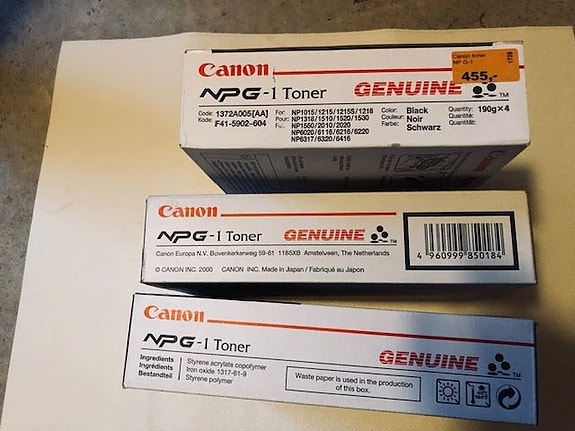 Canon
Canon toner
NP G-1
1728
455,-
NPG-1 Toner GENUINE TM
Code: 1372A005[AA]
Kode: F41-5902-604
For: NP1015/1215/1215S/1218
Pour: NP1318/1510/1520/1530
NP1550/2010/2020
NP6020/6116/6216/6220
NP6317/6320/6416
Color: Black
Couleur: Noir
Farbe: Schwarz
Quantity: 190g×4
Quantité:
Quantität:
Canon
NPG-1 Toner GENUINE TM
Canon Europa N.V. Bovenkerkerweg 59-61 1185XB Amstelveen, The Netherlands
© CANON INC. 2000 CANON INC. Made in Japan / Fabriqué au Japon
4 960999 850184
Canon
NPG-1 Toner
GENUINE TM
Ingredients
Ingrédients
Bestandteil
Styrene acrylate copolymer
Iron oxide 1317-61-9
Styrene polymer
Waste paper is used in the production
of this box.